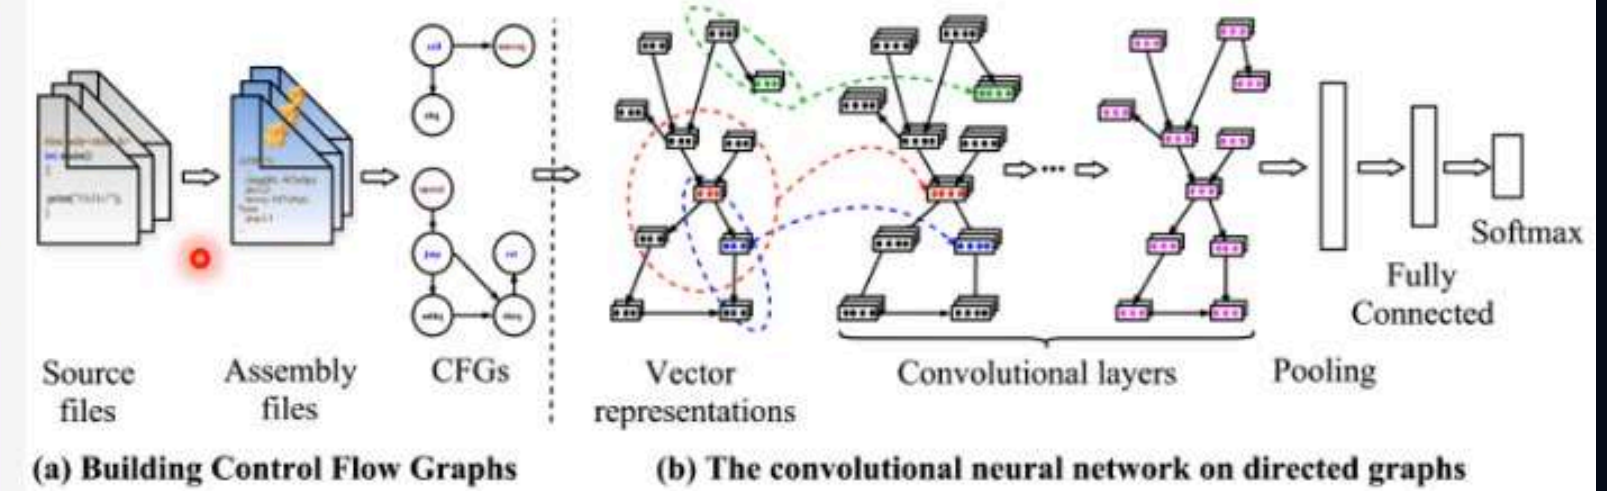 Source
files
Assembly
files
CFGs
Vector
representations
Convolutional layers
Pooling
Fully
Connected
Softmax
(a) Building Control Flow Graphs
(b) The convolutional neural network on directed graphs